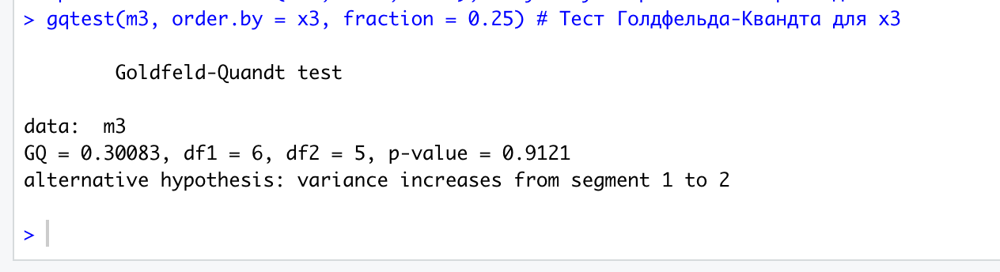 > gqtest(m3, order.by = x3, fraction = 0.25) # Тест Голдфельда-Квандта для x3
Goldfeld-Quandt test
data:  m3
GQ = 0.30083, df1 = 6, df2 = 5, p-value = 0.9121
alternative hypothesis: variance increases from segment 1 to 2
>